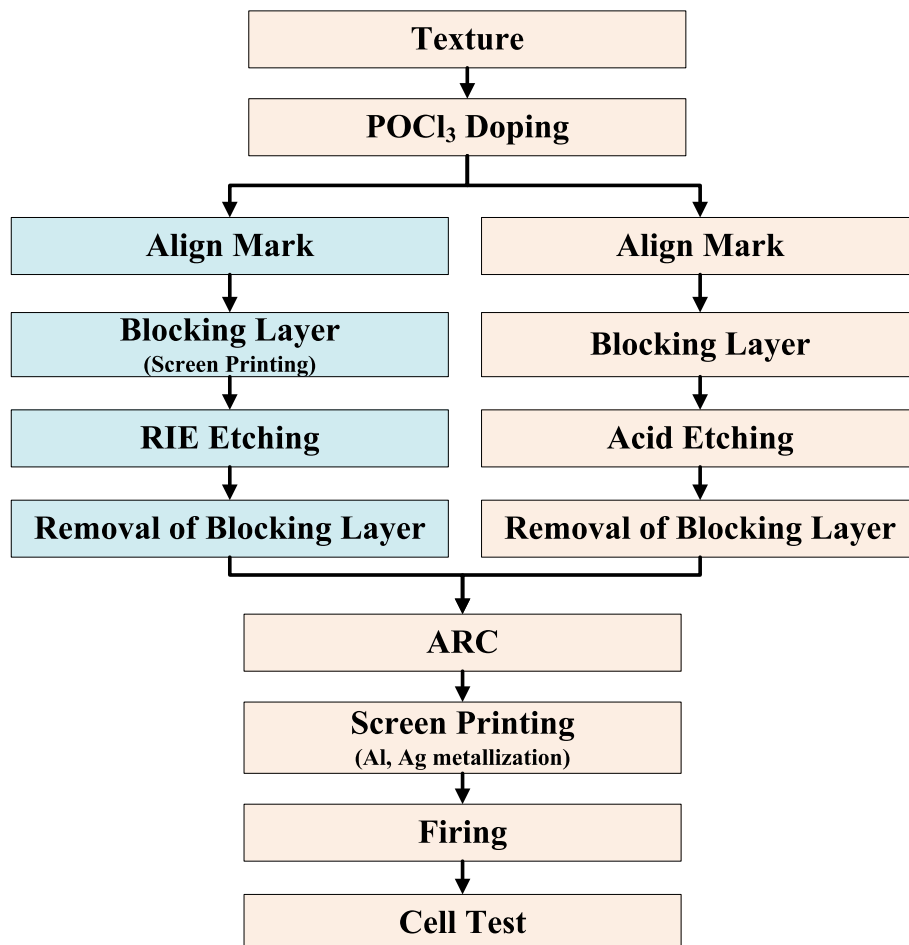 Texture
POCl₃ Doping
Align Mark
Blocking Layer
(Screen Printing)
RIE Etching
Removal of Blocking Layer
Align Mark
Blocking Layer
Acid Etching
Removal of Blocking Layer
ARC
Screen Printing
(Al, Ag metallization)
Firing
Cell Test